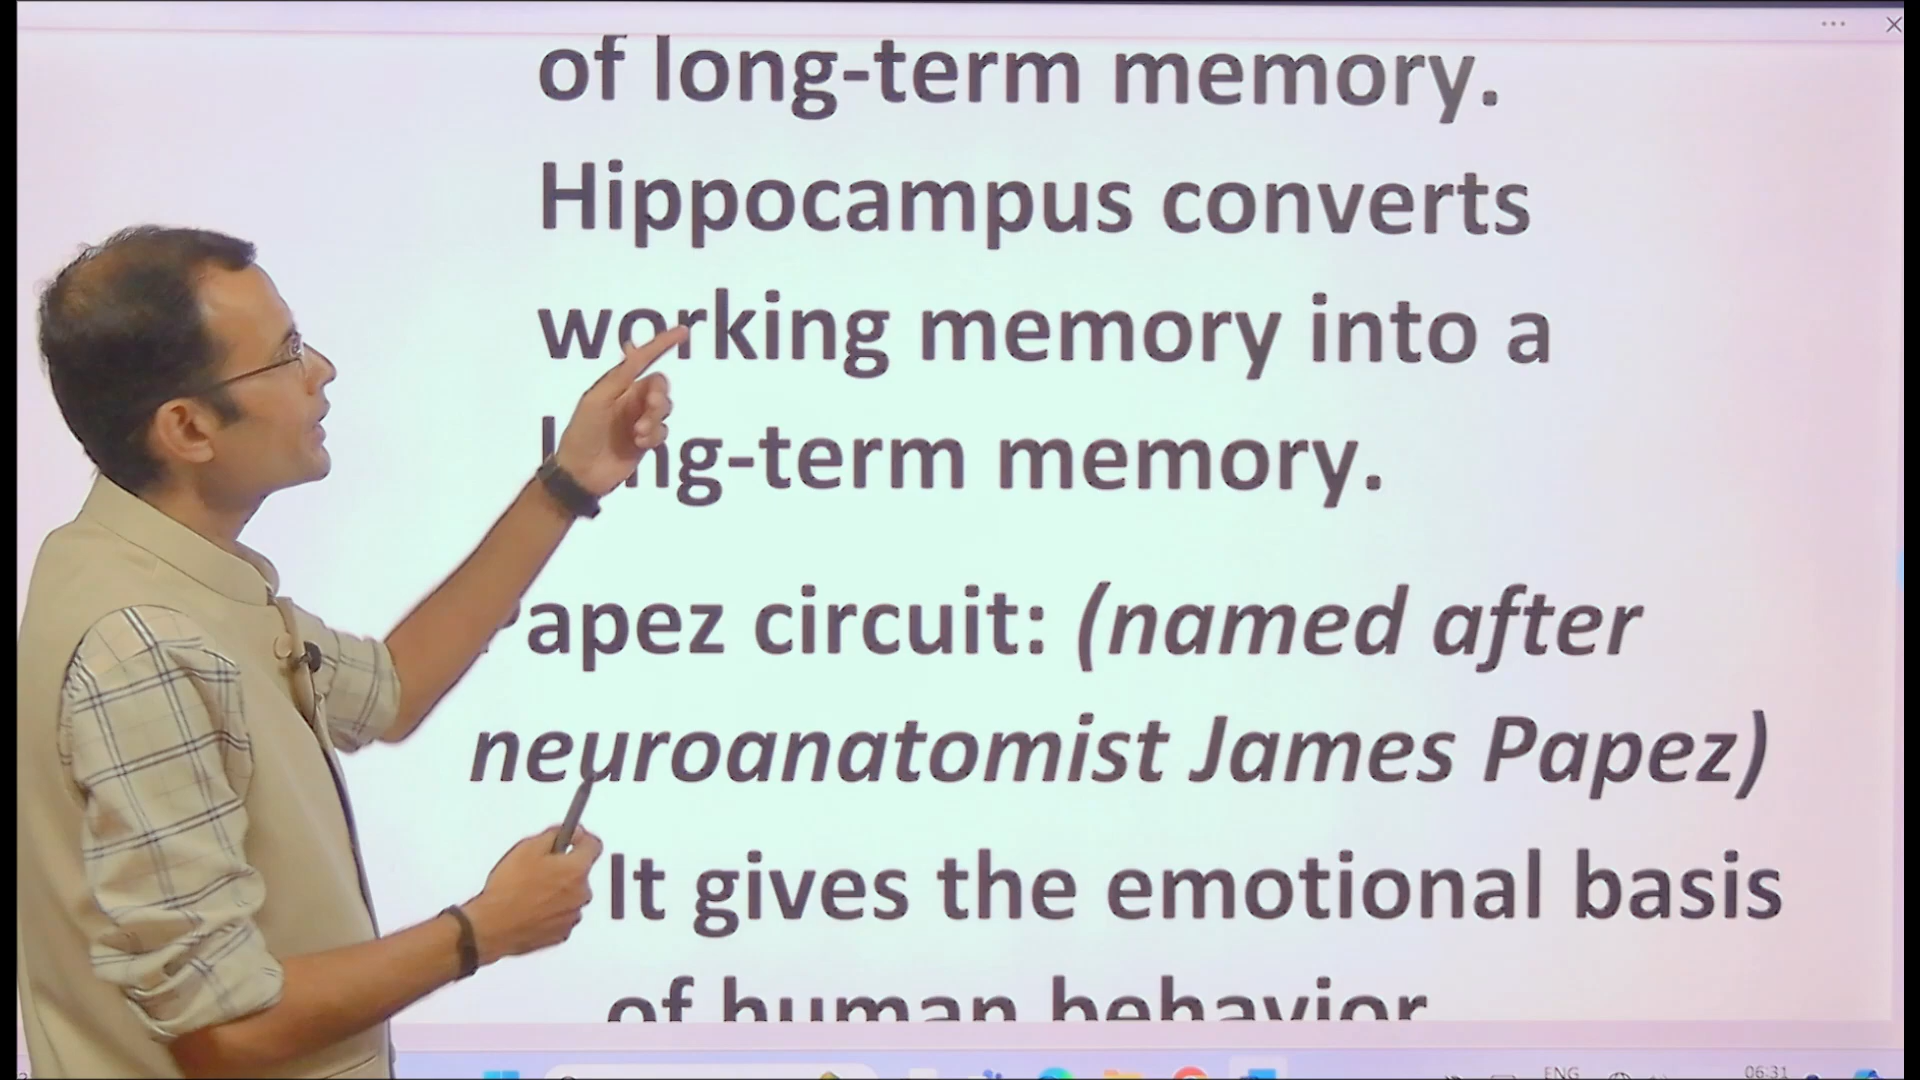 of long-term memory.
Hippocampus converts
working memory into a
long-term memory.
Papez circuit: (named after
neuroanatomist James Papez)
It gives the emotional basis
of human behavior
ENG
06:31